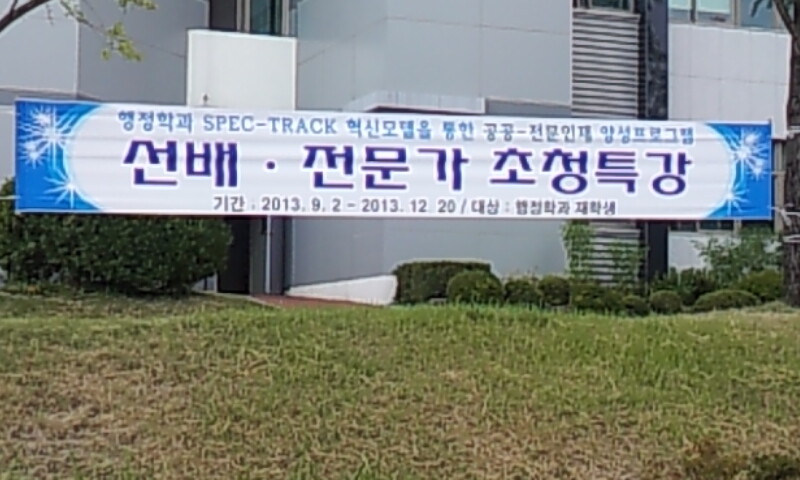 행정학과 SPEC-TRACK 혁신모델을 통한 공공-전문인재 양성프로그램
선배 · 전문가 초청특강
기간 : 2013. 9. 2 - 2013. 12 20 / 대상 : 행정학과 재학생